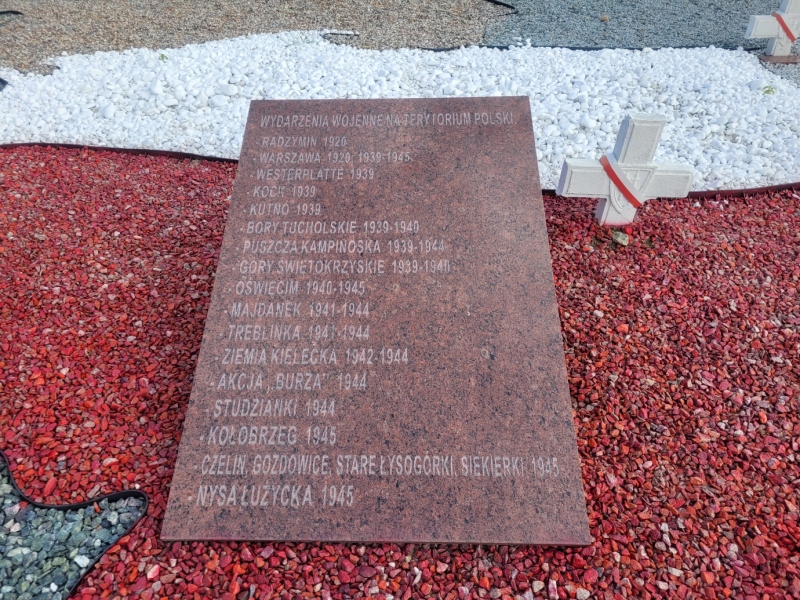 WYDARZENIA WOJENNE NA TERYTORIUM POLSKI:
- RADZYMIN 1920
- WARSZAWA 1920, 1939-1945
- WESTERPLATTE 1939
- KOCK 1939
- KUTNO 1939
- BORY TUCHOLSKIE 1939-1940
- PUSZCZA KAMPINOSKA 1939-1944
- GÓRY ŚWIĘTOKRZYSKIE 1939-1940
- OŚWIĘCIM 1940-1945
- MAJDANEK 1941-1944
- TREBLINKA 1941-1944
- ZIEMIA KIELECKA 1942-1944
- AKCJA „BURZA” 1944
- STUDZIANKI 1944
- KOŁOBRZEG 1945
- CZELIN, GOZDOWICE, STARE ŁYSOGÓRKI, SIEKIERKI 1945
- NYSA ŁUŻYCKA 1945